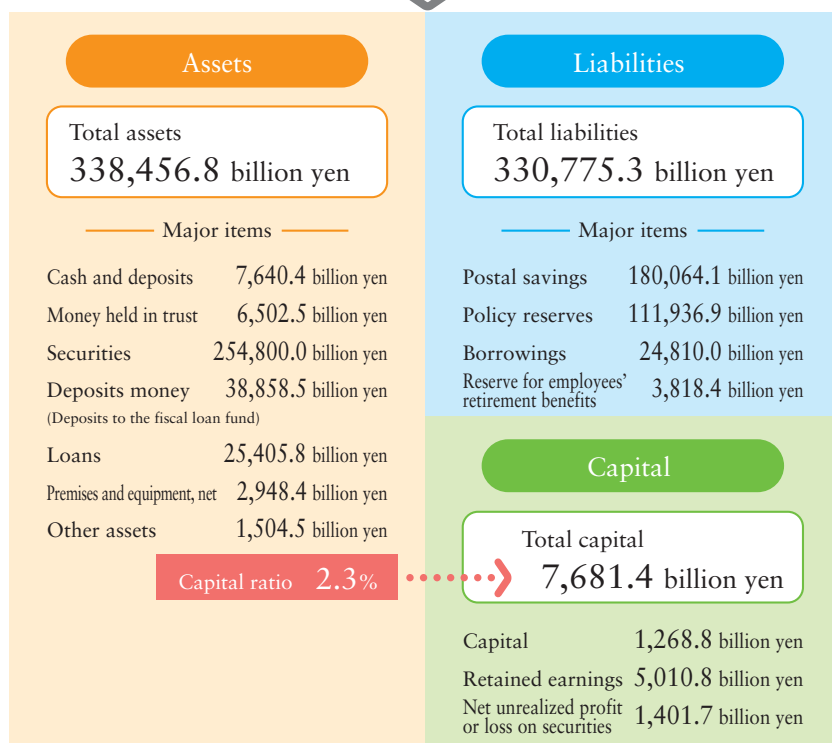 Assets
Total assets
338,456.8 billion yen
Major items
Cash and deposits 7,640.4 billion yen
Money held in trust 6,502.5 billion yen
Securities 254,800.0 billion yen
Deposits money 38,858.5 billion yen
(Deposits to the fiscal loan fund)
Loans 25,405.8 billion yen
Premises and equipment, net 2,948.4 billion yen
Other assets 1,504.5 billion yen
Capital ratio 2.3%
Liabilities
Total liabilities
330,775.3 billion yen
Major items
Postal savings 180,064.1 billion yen
Policy reserves 111,936.9 billion yen
Borrowings 24,810.0 billion yen
Reserve for employees'
retirement benefits 3,818.4 billion yen
Capital
Total capital
7,681.4 billion yen
Capital 1,268.8 billion yen
Retained earnings 5,010.8 billion yen
Net unrealized profit
or loss on securities 1,401.7 billion yen